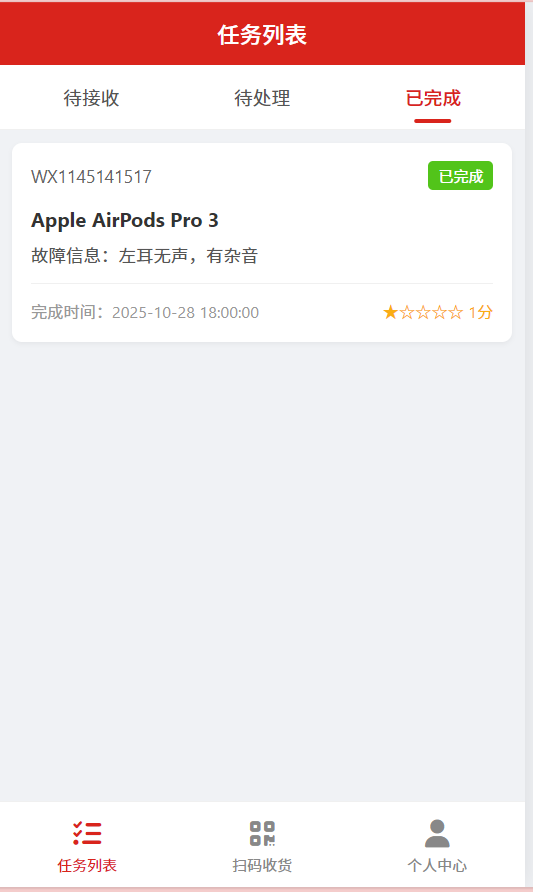 任务列表
待接收 待处理 已完成
WX1145141517 已完成
Apple AirPods Pro 3
故障信息：左耳无声，有杂音
完成时间：2025-10-28 18:00:00 ★☆☆☆☆ 1分
任务列表 扫码收货 个人中心